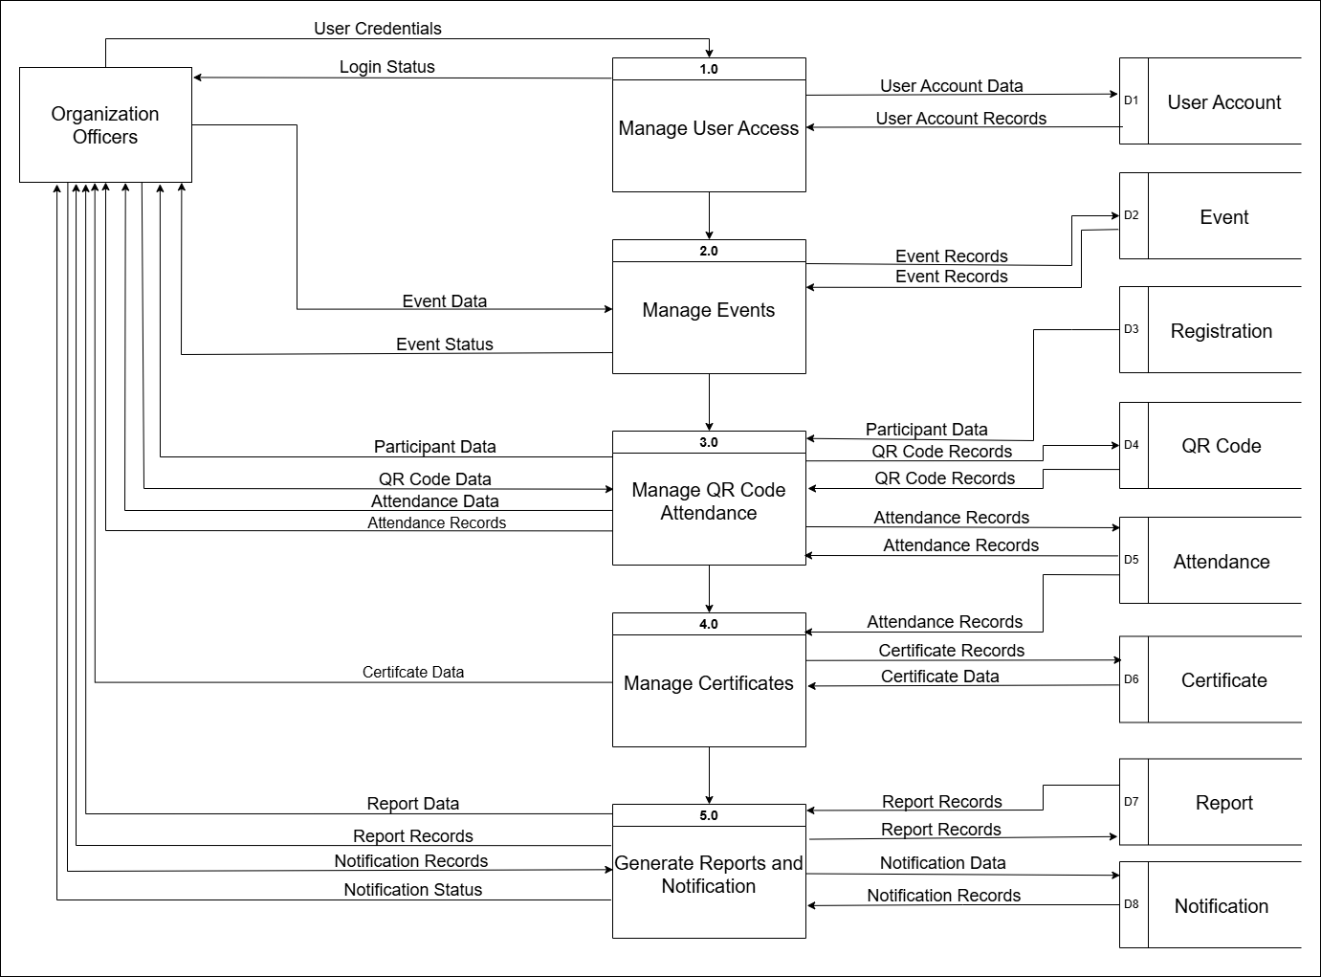 User Credentials
Login Status
1.0
Organization
Officers
Manage User Access
User Account Data
User Account Records
D1
User Account
2.0
Manage Events
Event Data
Event Status
Event Records
Event Records
D2
Event
D3
Registration
Participant Data
QR Code Records
QR Code Records
D4
QR Code
3.0
Manage QR Code
Attendance
Participant Data
QR Code Data
Attendance Data
Attendance Records
Attendance Records
Attendance Records
D5
Attendance
Attendance Records
4.0
Manage Certificates
Certifcate Data
Certificate Records
Certificate Data
D6
Certificate
5.0
Generate Reports and
Notification
Report Data
Report Records
Notification Records
Notification Status
Report Records
Report Records
D7
Report
Notification Data
Notification Records
D8
Notification